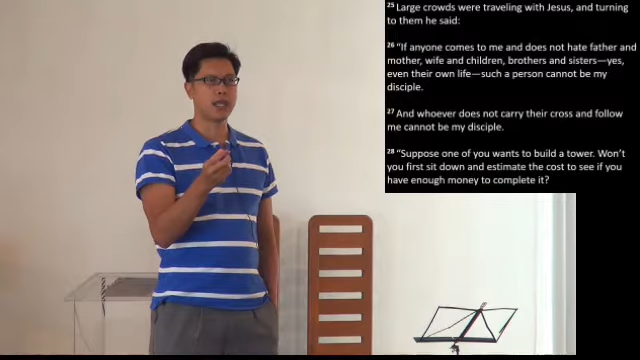 25 Large crowds were traveling with Jesus, and turning
to them he said:
26 “If anyone comes to me and does not hate father and
mother, wife and children, brothers and sisters—yes,
even their own life—such a person cannot be my
disciple.
27 And whoever does not carry their cross and follow
me cannot be my disciple.
28 “Suppose one of you wants to build a tower. Won’t
you first sit down and estimate the cost to see if you
have enough money to complete it?